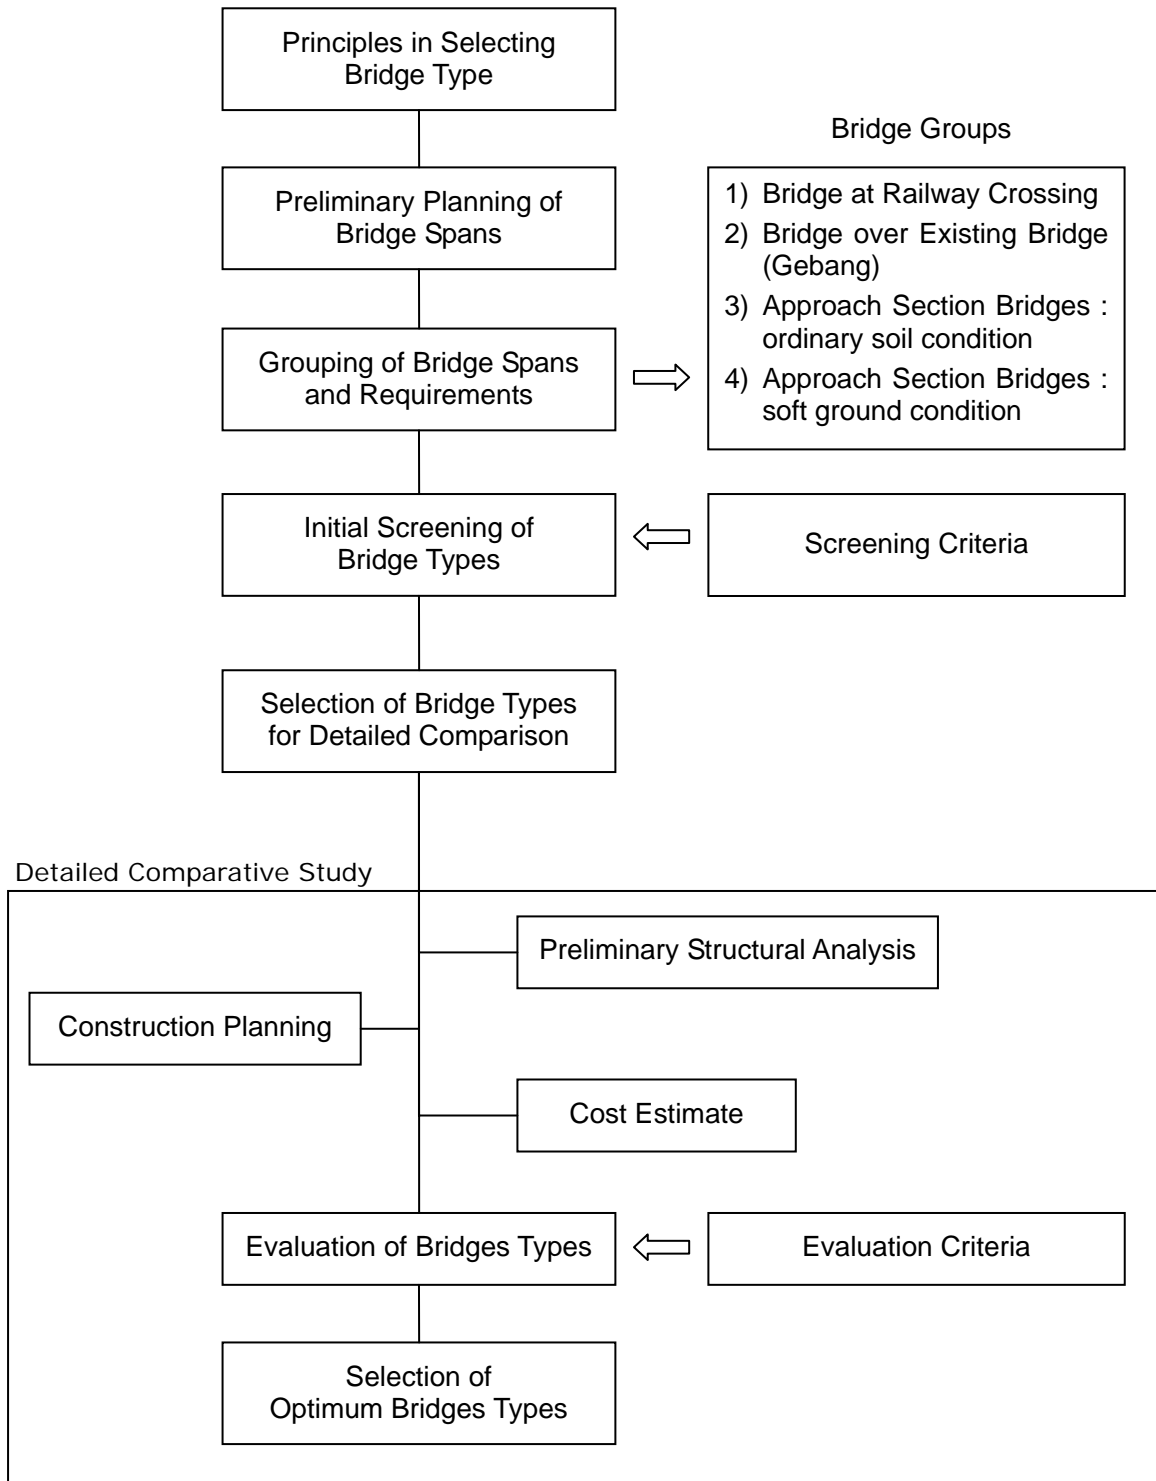 Principles in Selecting
Bridge Type
Preliminary Planning of
Bridge Spans
Grouping of Bridge Spans
and Requirements
Bridge Groups
1) Bridge at Railway Crossing
2) Bridge over Existing Bridge
(Gebang)
3) Approach Section Bridges :
ordinary soil condition
4) Approach Section Bridges :
soft ground condition
Initial Screening of
Bridge Types
Screening Criteria
Selection of Bridge Types
for Detailed Comparison
Detailed Comparative Study
Preliminary Structural Analysis
Construction Planning
Cost Estimate
Evaluation of Bridges Types
Evaluation Criteria
Selection of
Optimum Bridges Types